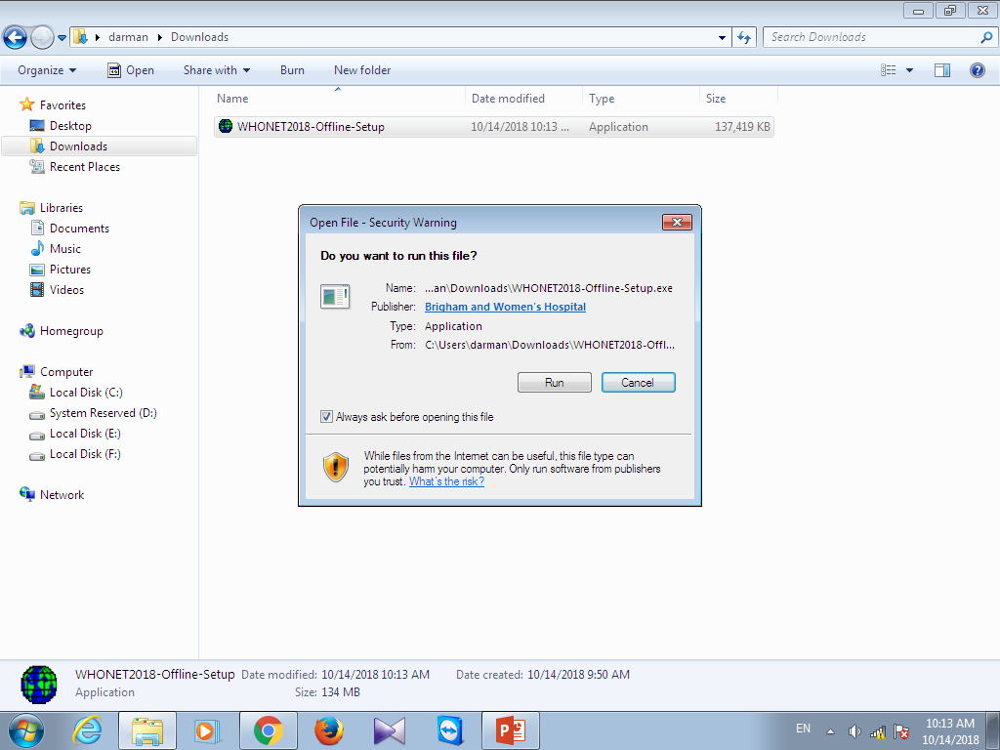 darman Downloads
Search Downloads
Organize Open Share with Burn New folder
Name Date modified Type Size
WHONET2018-Offline-Setup 10/14/2018 10:13 ... Application 137,419 KB
Favorites
Desktop
Downloads
Recent Places
Libraries
Documents
Music
Pictures
Videos
Homegroup
Computer
Local Disk (C:)
System Reserved (D:)
Local Disk (E:)
Local Disk (F:)
Network
Open File - Security Warning
Do you want to run this file?
Name: ...an\Downloads\WHONET2018-Offline-Setup.exe
Publisher: Brigham and Women's Hospital
Type: Application
From: C:\Users\darman\Downloads\WHONET2018-Offl...
Run Cancel
Always ask before opening this file
While files from the Internet can be useful, this file type can
potentially harm your computer. Only run software from publishers
you trust. What's the risk?
WHONET2018-Offline-Setup Date modified: 10/14/2018 10:13 AM Date created: 10/14/2018 9:50 AM
Application Size: 134 MB
EN
10:13 AM
10/14/2018